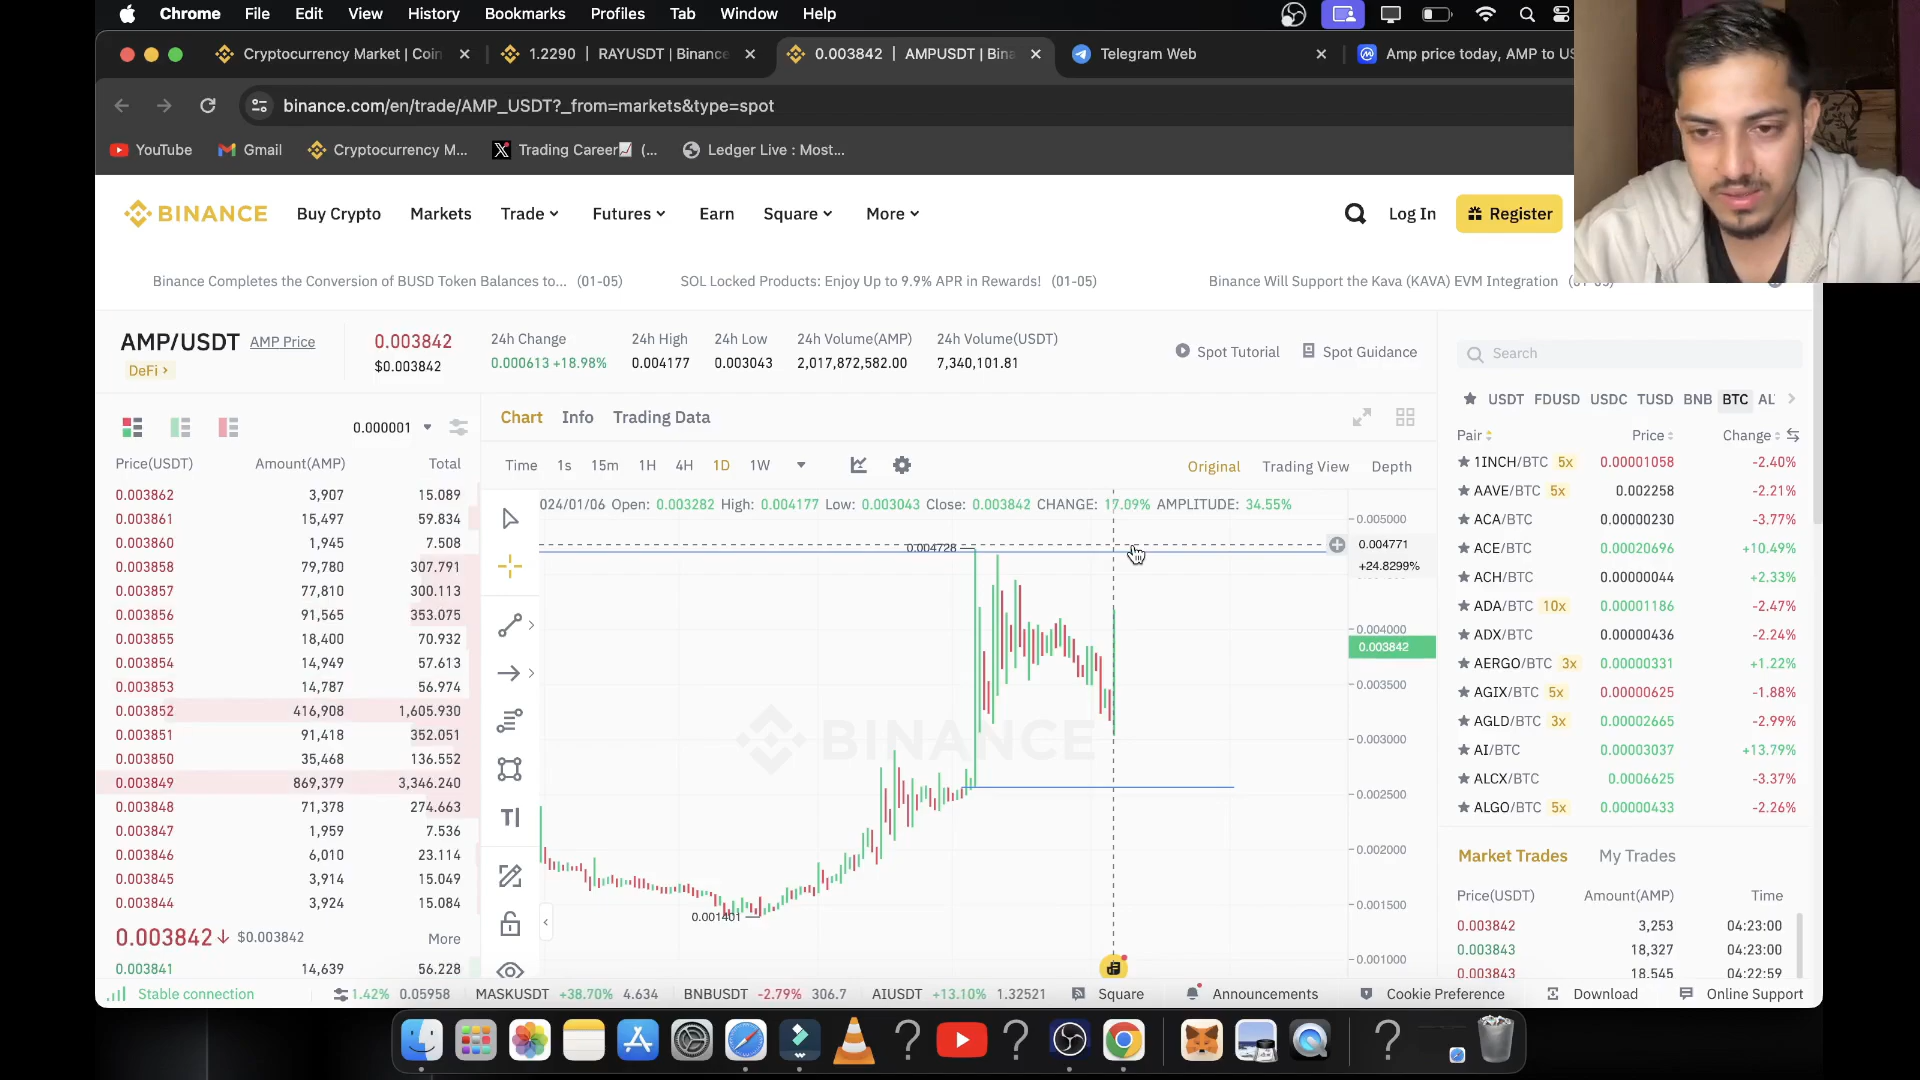 Chrome File Edit View History Bookmarks Profiles Tab Window Help
Cryptocurrency Market | Coin 1.2290 | RAYUSDT | Binance 0.003842 | AMPUSDT | Bina Telegram Web Amp price today, AMP to US
binance.com/en/trade/AMP_USDT?_from=markets&type=spot
YouTube Gmail Cryptocurrency M... Trading Career (... Ledger Live : Most...
BINANCE Buy Crypto Markets Trade Futures Earn Square More Log In Register
Binance Completes the Conversion of BUSD Token Balances to... (01-05) SOL Locked Products: Enjoy Up to 9.9% APR in Rewards! (01-05) Binance Will Support the Kava (KAVA) EVM Integration
AMP/USDT AMP Price 0.003842 24h Change 24h High 24h Low 24h Volume(AMP) 24h Volume(USDT) Spot Tutorial Spot Guidance Search
DeFi $0.003842 0.000613 +18.98% 0.004177 0.003043 2,017,872,582.00 7,340,101.81
USDT FDUSD USDC TUSD BNB BTC AL
Chart Info Trading Data
0.000001
Pair Price Change
Price(USDT) Amount(AMP) Total
Time 1s 15m 1H 4H 1D 1W Original Trading View Depth
024/01/06 Open: 0.003282 High: 0.004177 Low: 0.003043 Close: 0.003842 CHANGE: 17.09% AMPLITUDE: 34.55%
0.003862 3,907 15.089
0.003861 15,497 59.834
0.003860 1,945 7.508
0.003858 79,780 307.791
0.003857 77,810 300.113
0.003856 91,565 353.075
0.003855 18,400 70.932
0.003854 14,949 57.613
0.003853 14,787 56.974
0.003852 416,908 1,605.930
0.003851 91,418 352.051
0.003850 35,468 136.552
0.003849 869,379 3,346.240
0.003848 71,378 274.663
0.003847 1,959 7.536
0.003846 6,010 23.114
0.003845 3,914 15.049
0.003844 3,924 15.084
0.003842 $0.003842 More
0.003841 14,639 56.228
TI
0.004728
0.001401
BINANCE
0.005000
0.004771
+24.8299%
0.004000
0.003842
0.003500
0.003000
0.002500
0.002000
0.001500
0.001000
1INCH/BTC 5x 0.00001058 -2.40%
AAVE/BTC 5x 0.002258 -2.21%
ACA/BTC 0.00000230 -3.77%
ACE/BTC 0.00020696 +10.49%
ACH/BTC 0.00000044 +2.33%
ADA/BTC 10x 0.00001186 -2.47%
ADX/BTC 0.00000436 -2.24%
AERGO/BTC 3x 0.00000331 +1.22%
AGIX/BTC 5x 0.00000625 -1.88%
AGLD/BTC 3x 0.00002665 -2.99%
AI/BTC 0.00003037 +13.79%
ALCX/BTC 0.0006625 -3.37%
ALGO/BTC 5x 0.00000433 -2.26%
Market Trades My Trades
Price(USDT) Amount(AMP) Time
0.003842 3,253 04:23:00
0.003843 18,327 04:23:00
0.003843 18,545 04:22:59
Stable connection 1.42% 0.05958 MASKUSDT +38.70% 4.634 BNBUSDT -2.79% 306.7 AIUSDT +13.10% 1.32521 Square Announcements Cookie Preference Download Online Support